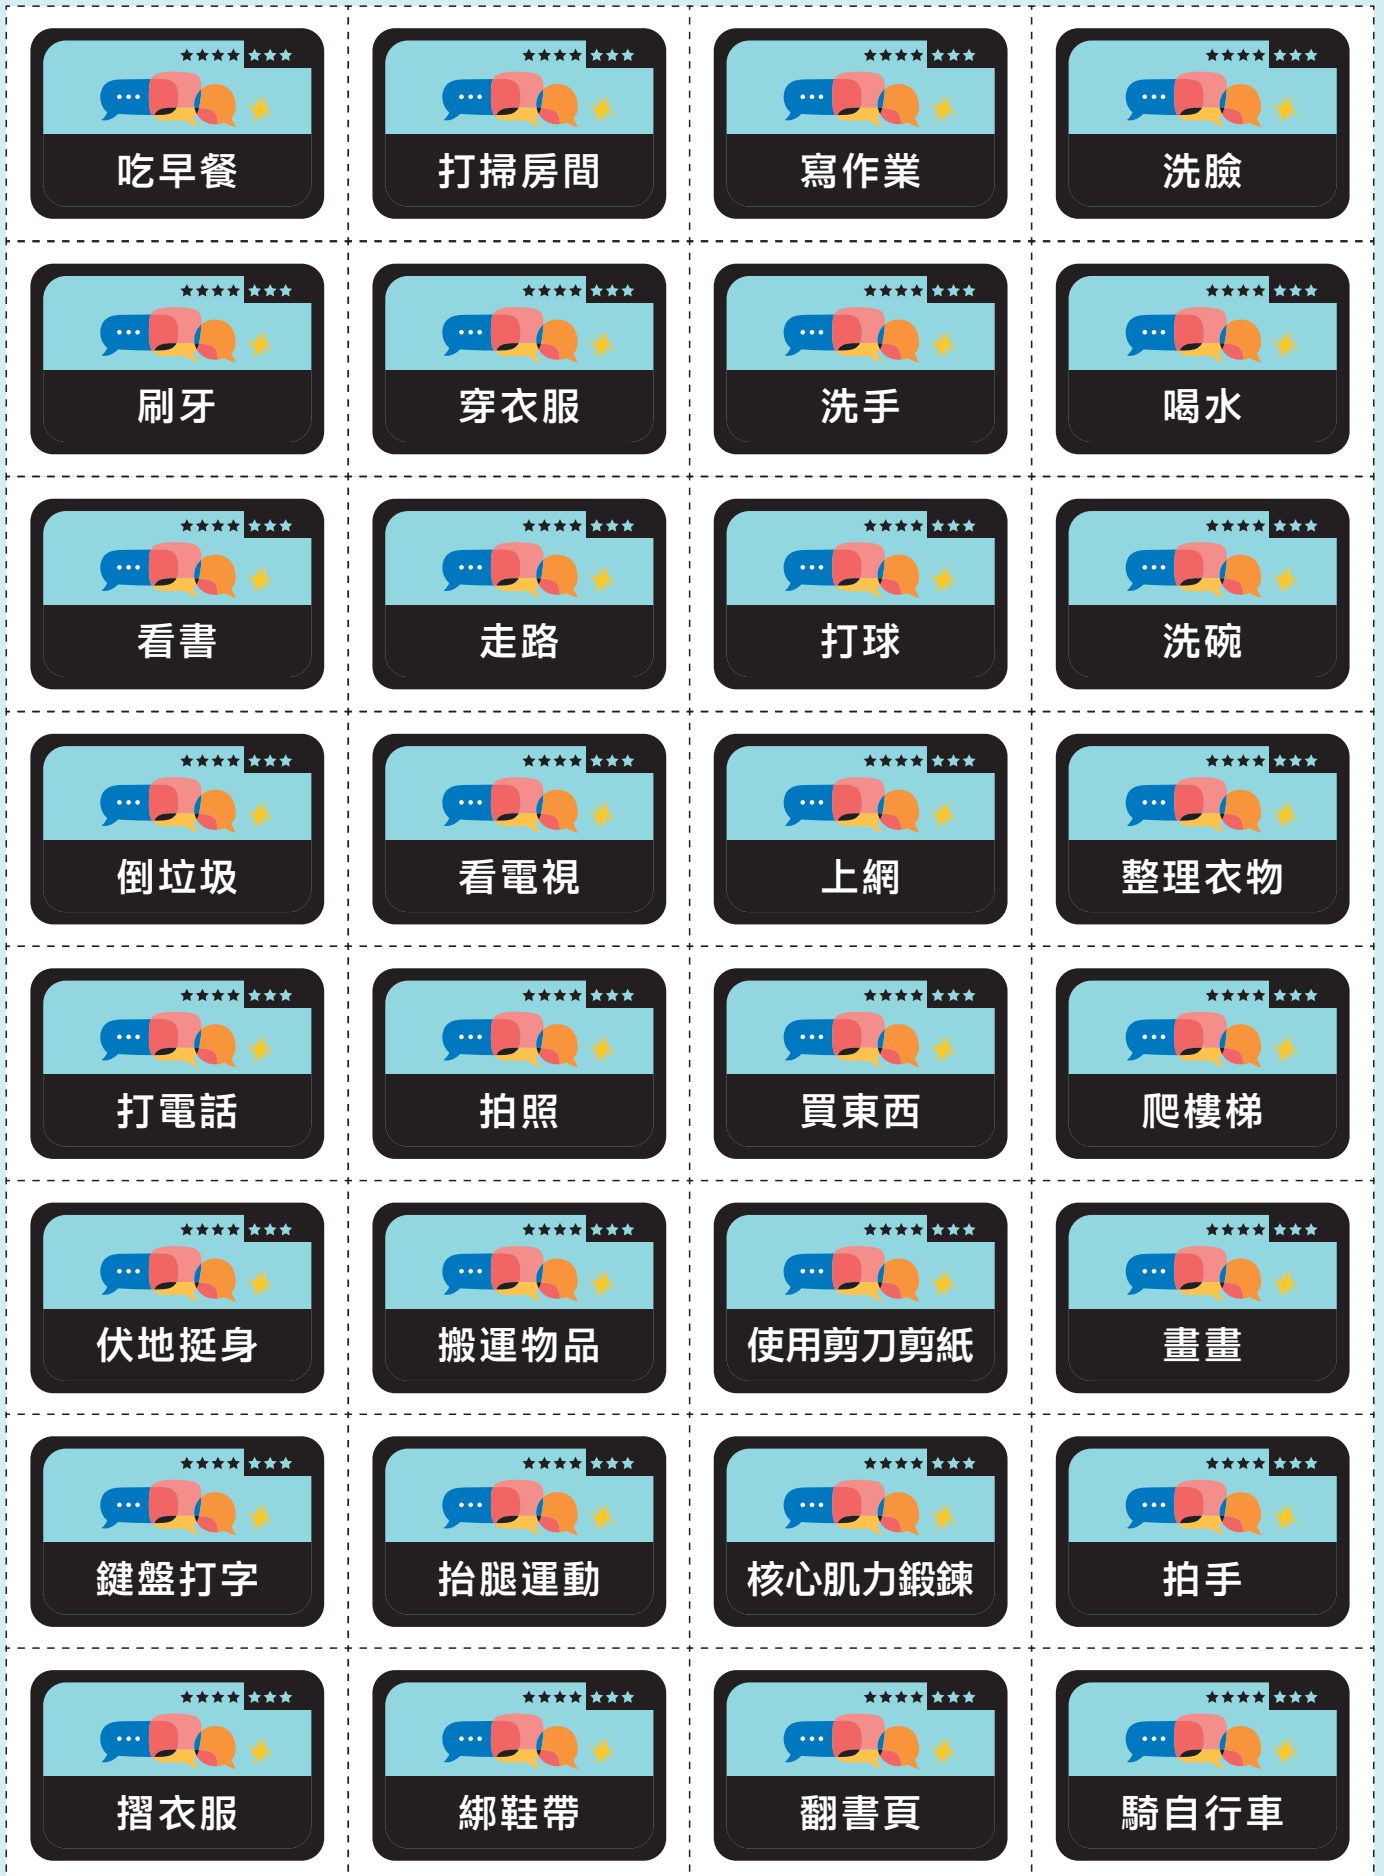 吃早餐
打掃房間
寫作業
洗臉
刷牙
穿衣服
洗手
喝水
看書
走路
打球
洗碗
倒垃圾
看電視
上網
整理衣物
打電話
拍照
買東西
爬樓梯
伏地挺身
搬運物品
使用剪刀剪紙
畫畫
鍵盤打字
抬腿運動
核心肌力鍛鍊
拍手
摺衣服
綁鞋帶
翻書頁
騎自行車